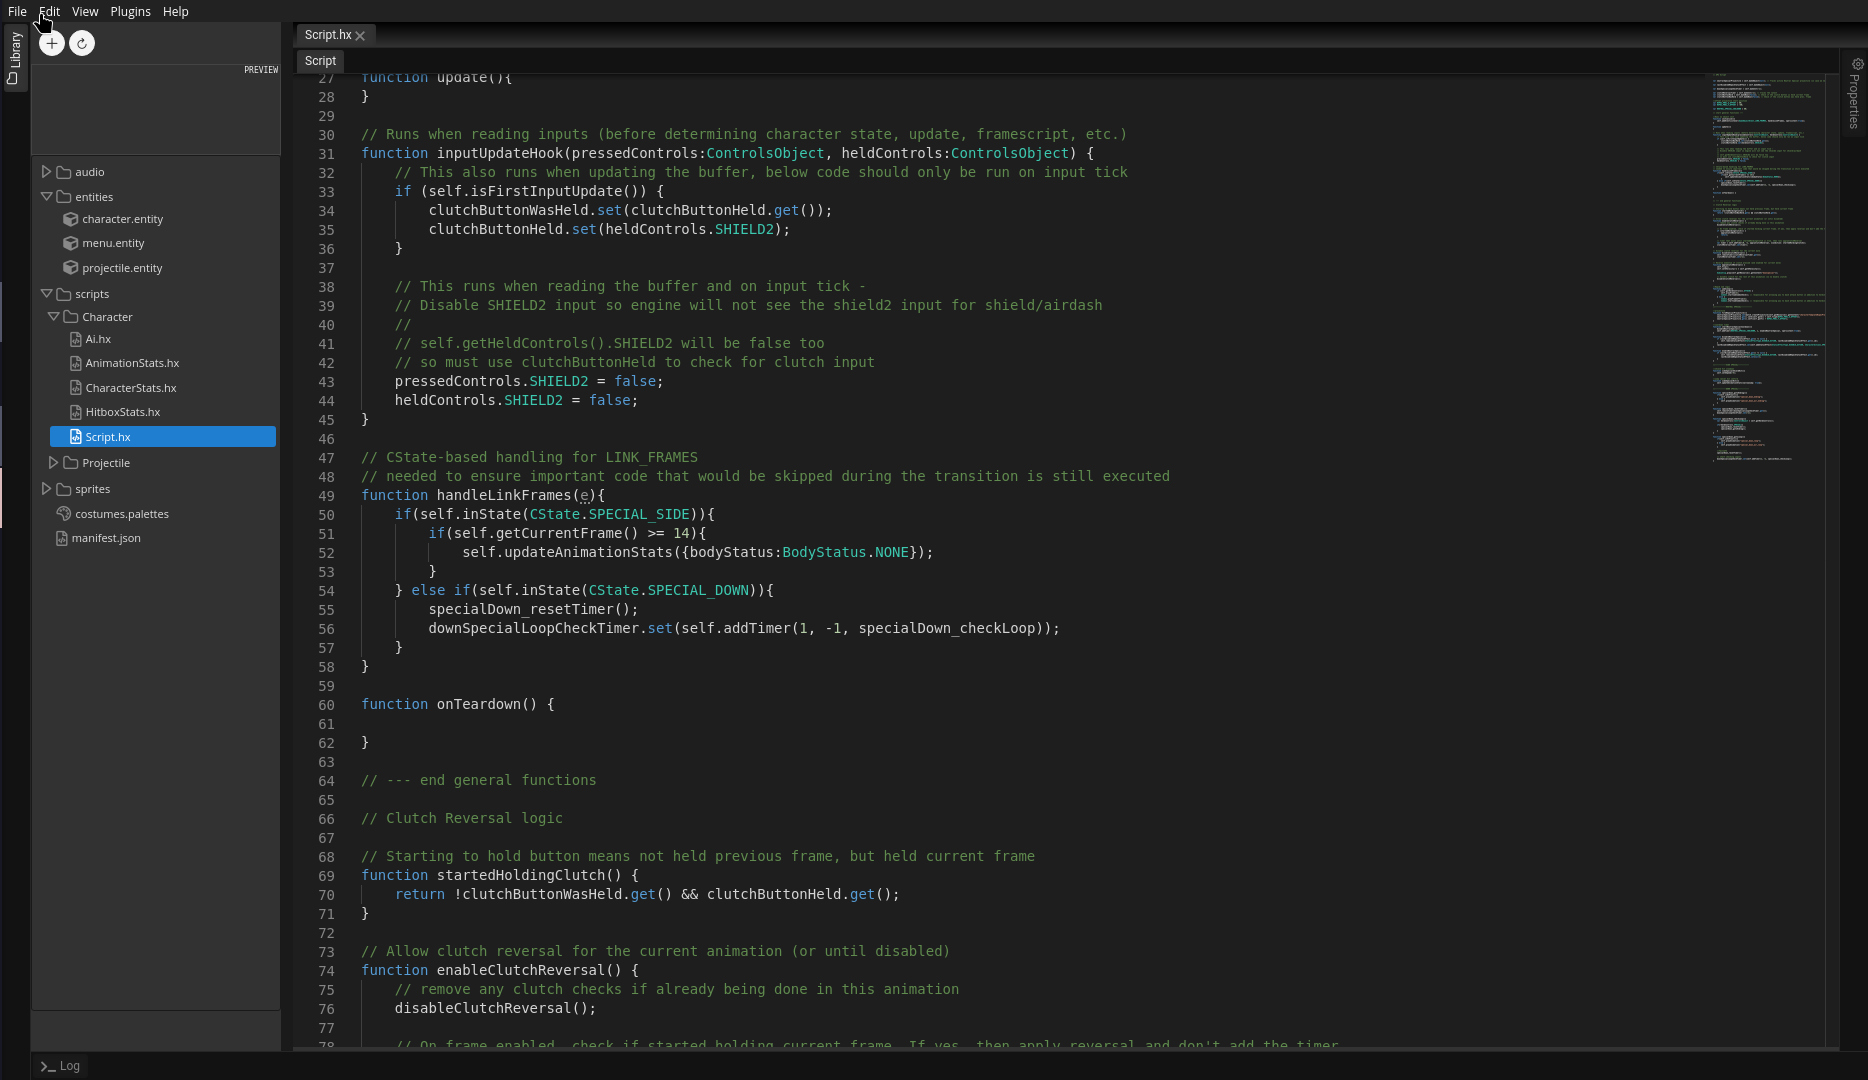 File Edit View Plugins Help
Library
PREVIEW
audio
entities
character.entity
menu.entity
projectile.entity
scripts
Character
Ai.hx
AnimationStats.hx
CharacterStats.hx
HitboxStats.hx
Script.hx
Projectile
sprites
costumes.palettes
manifest.json
Script.hx
Script
27 function update(){
28 }
29
30 // Runs when reading inputs (before determining character state, update, framescript, etc.)
31 function inputUpdateHook(pressedControls:ControlsObject, heldControls:ControlsObject) {
32 // This also runs when updating the buffer, below code should only be run on input tick
33 if (self.isFirstInputUpdate()) {
34 clutchButtonWasHeld.set(clutchButtonHeld.get());
35 clutchButtonHeld.set(heldControls.SHIELD2);
36 }
37
38 // This runs when reading the buffer and on input tick -
39 // Disable SHIELD2 input so engine will not see the shield2 input for shield/airdash
40 //
41 // self.getHeldControls().SHIELD2 will be false too
42 // so must use clutchButtonHeld to check for clutch input
43 pressedControls.SHIELD2 = false;
44 heldControls.SHIELD2 = false;
45 }
46
47 // CState-based handling for LINK_FRAMES
48 // needed to ensure important code that would be skipped during the transition is still executed
49 function handleLinkFrames(e){
50 if(self.inState(CState.SPECIAL_SIDE)){
51 if(self.getCurrentFrame() >= 14){
52 self.updateAnimationStats({bodyStatus:BodyStatus.NONE});
53 }
54 } else if(self.inState(CState.SPECIAL_DOWN)){
55 specialDown_resetTimer();
56 downSpecialLoopCheckTimer.set(self.addTimer(1, -1, specialDown_checkLoop));
57 }
58 }
59
60 function onTeardown() {
61
62 }
63
64 // --- end general functions
65
66 // Clutch Reversal logic
67
68 // Starting to hold button means not held previous frame, but held current frame
69 function startedHoldingClutch() {
70 return !clutchButtonWasHeld.get() && clutchButtonHeld.get();
71 }
72
73 // Allow clutch reversal for the current animation (or until disabled)
74 function enableClutchReversal() {
75 // remove any clutch checks if already being done in this animation
76 disableClutchReversal();
77
78 // On frame enabled, check if started holding current frame. If yes, then apply reversal and don't add the timer
Properties
Log